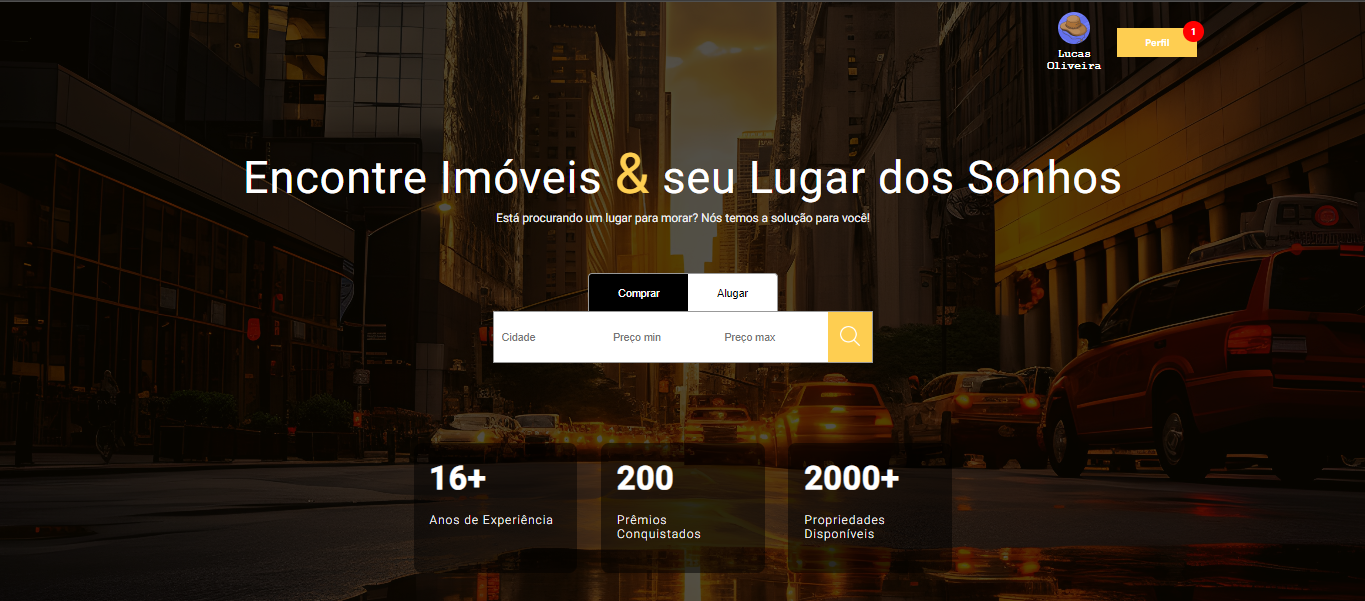 Lucas
Oliveira
Perfil
1
Encontre Imóveis & seu Lugar dos Sonhos
Está procurando um lugar para morar? Nós temos a solução para você!
Comprar
Alugar
Cidade
Preço min
Preço max
16+
200
2000+
Anos de Experiência
Prêmios
Conquistados
Propriedades
Disponíveis